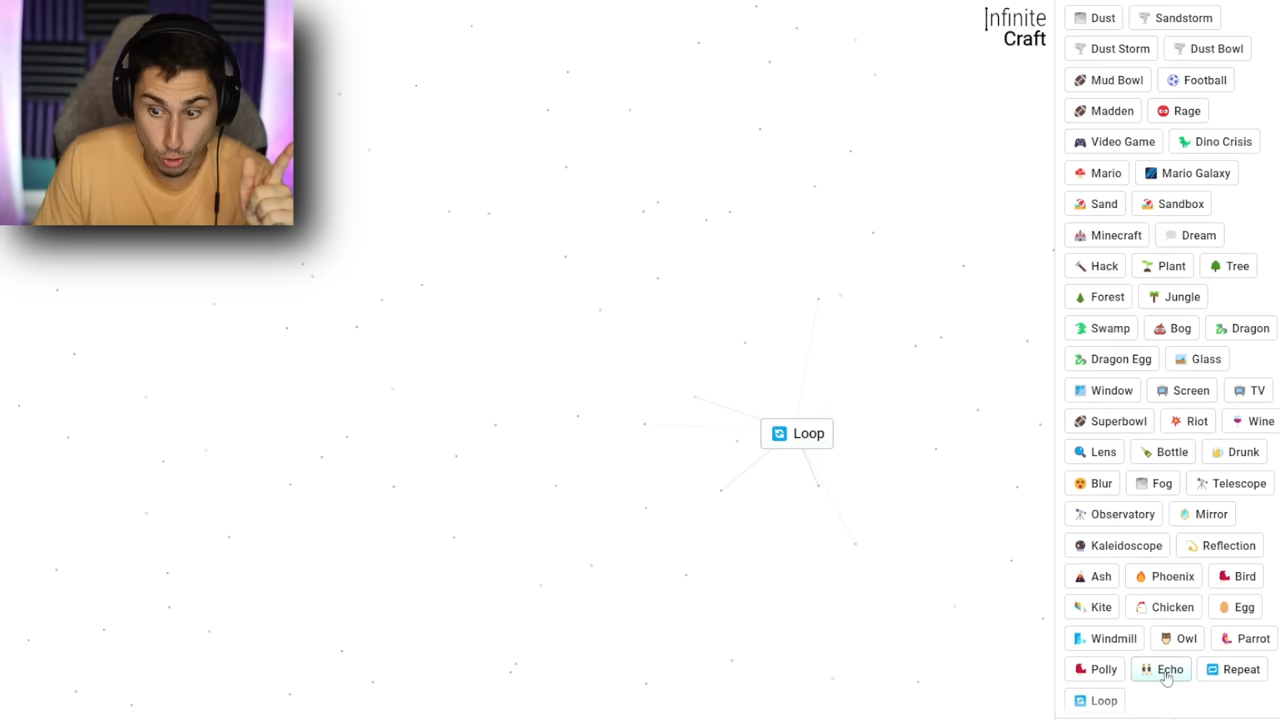 Infinite
Craft
Dust Sandstorm
Dust Storm Dust Bowl
Mud Bowl Football
Madden Rage
Video Game Dino Crisis
Mario Mario Galaxy
Sand Sandbox
Minecraft Dream
Hack Plant Tree
Forest Jungle
Swamp Bog Dragon
Dragon Egg Glass
Window Screen TV
Loop
Superbowl Riot Wine
Lens Bottle Drunk
Blur Fog Telescope
Observatory Mirror
Kaleidoscope Reflection
Ash Phoenix Bird
Kite Chicken Egg
Windmill Owl Parrot
Polly Echo Repeat
Loop